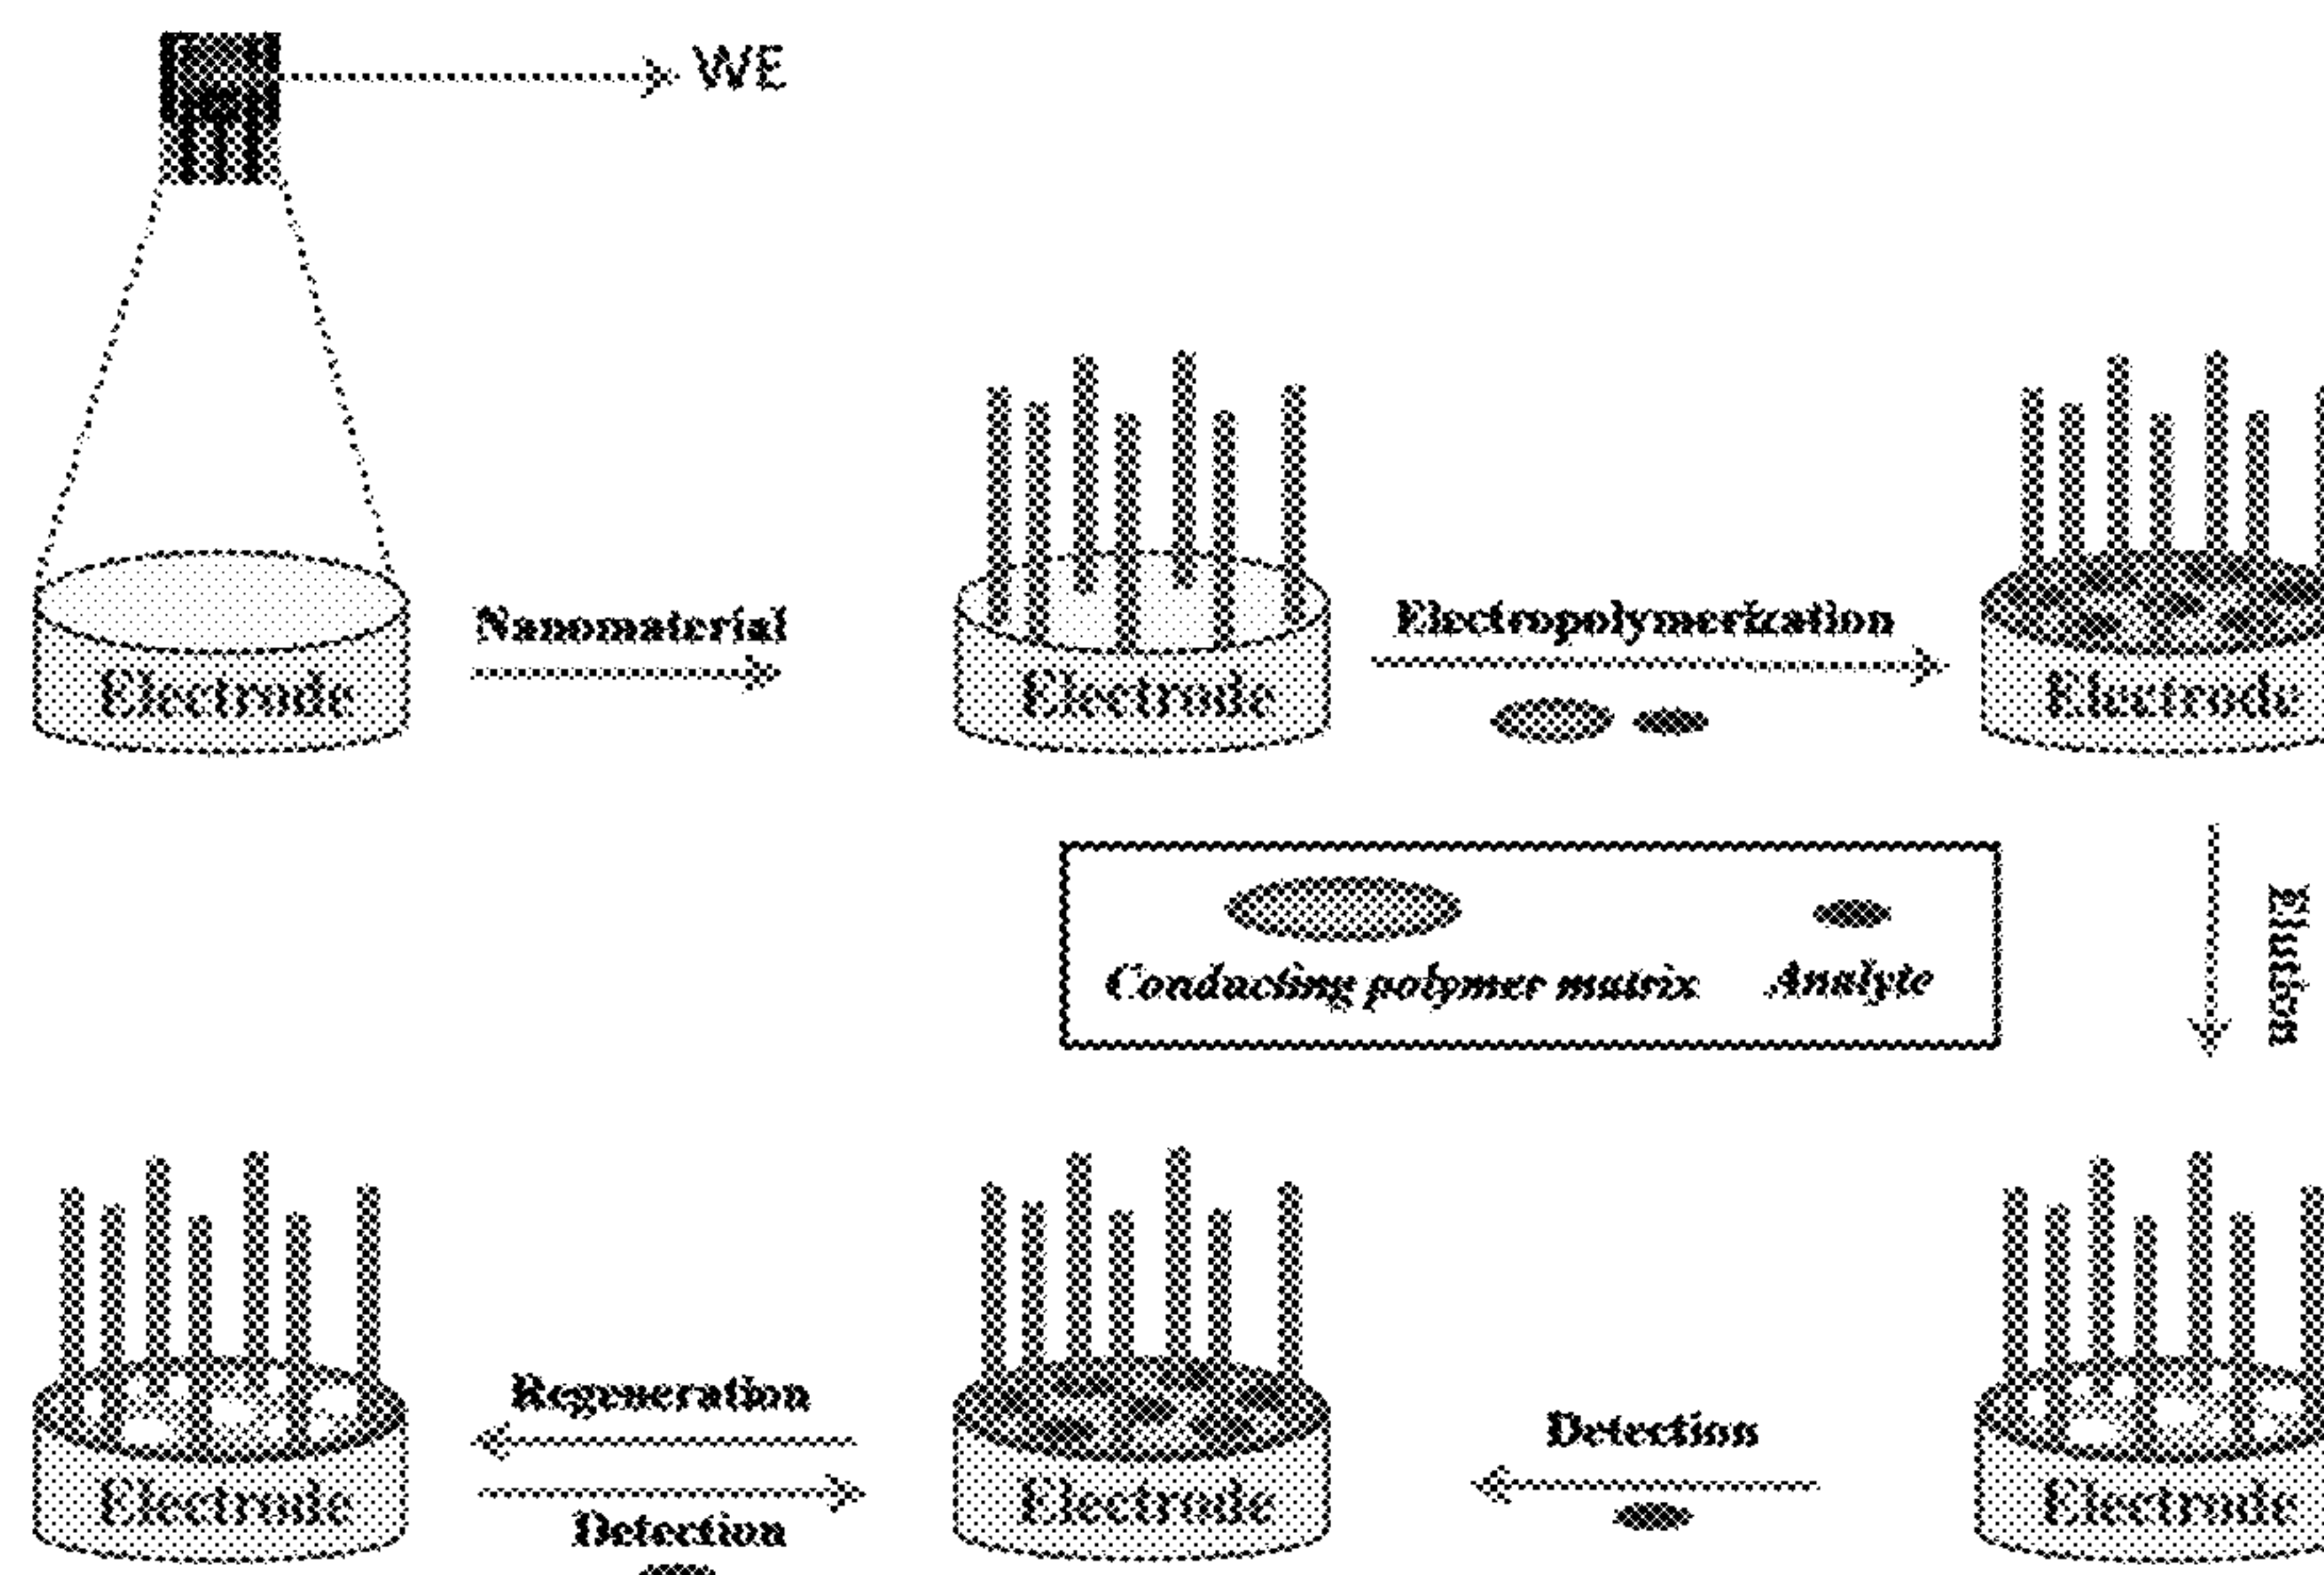 WE
Nanomaterial
Electropolymerization
Electrode
Electrode
Electrode
Conducting polymer matrix
Analyte
Elution
Regeneration
Detection
Detection
Electrode
Electrode
Electrode